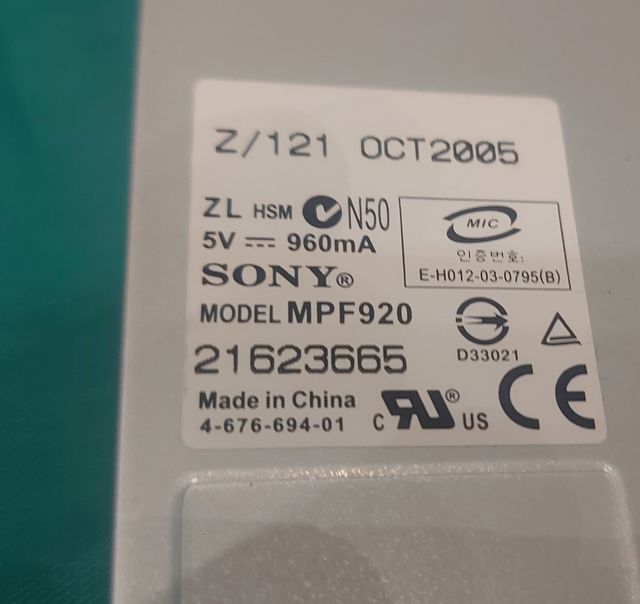 Z/121 OCT2005
ZL HSM N50
5V ⎓ 960mA
MIC
인증번호:
E-H012-03-0795(B)
SONY®
MODEL MPF920
D33021
21623665
Made in China
4-676-694-01
C UR® US
CE